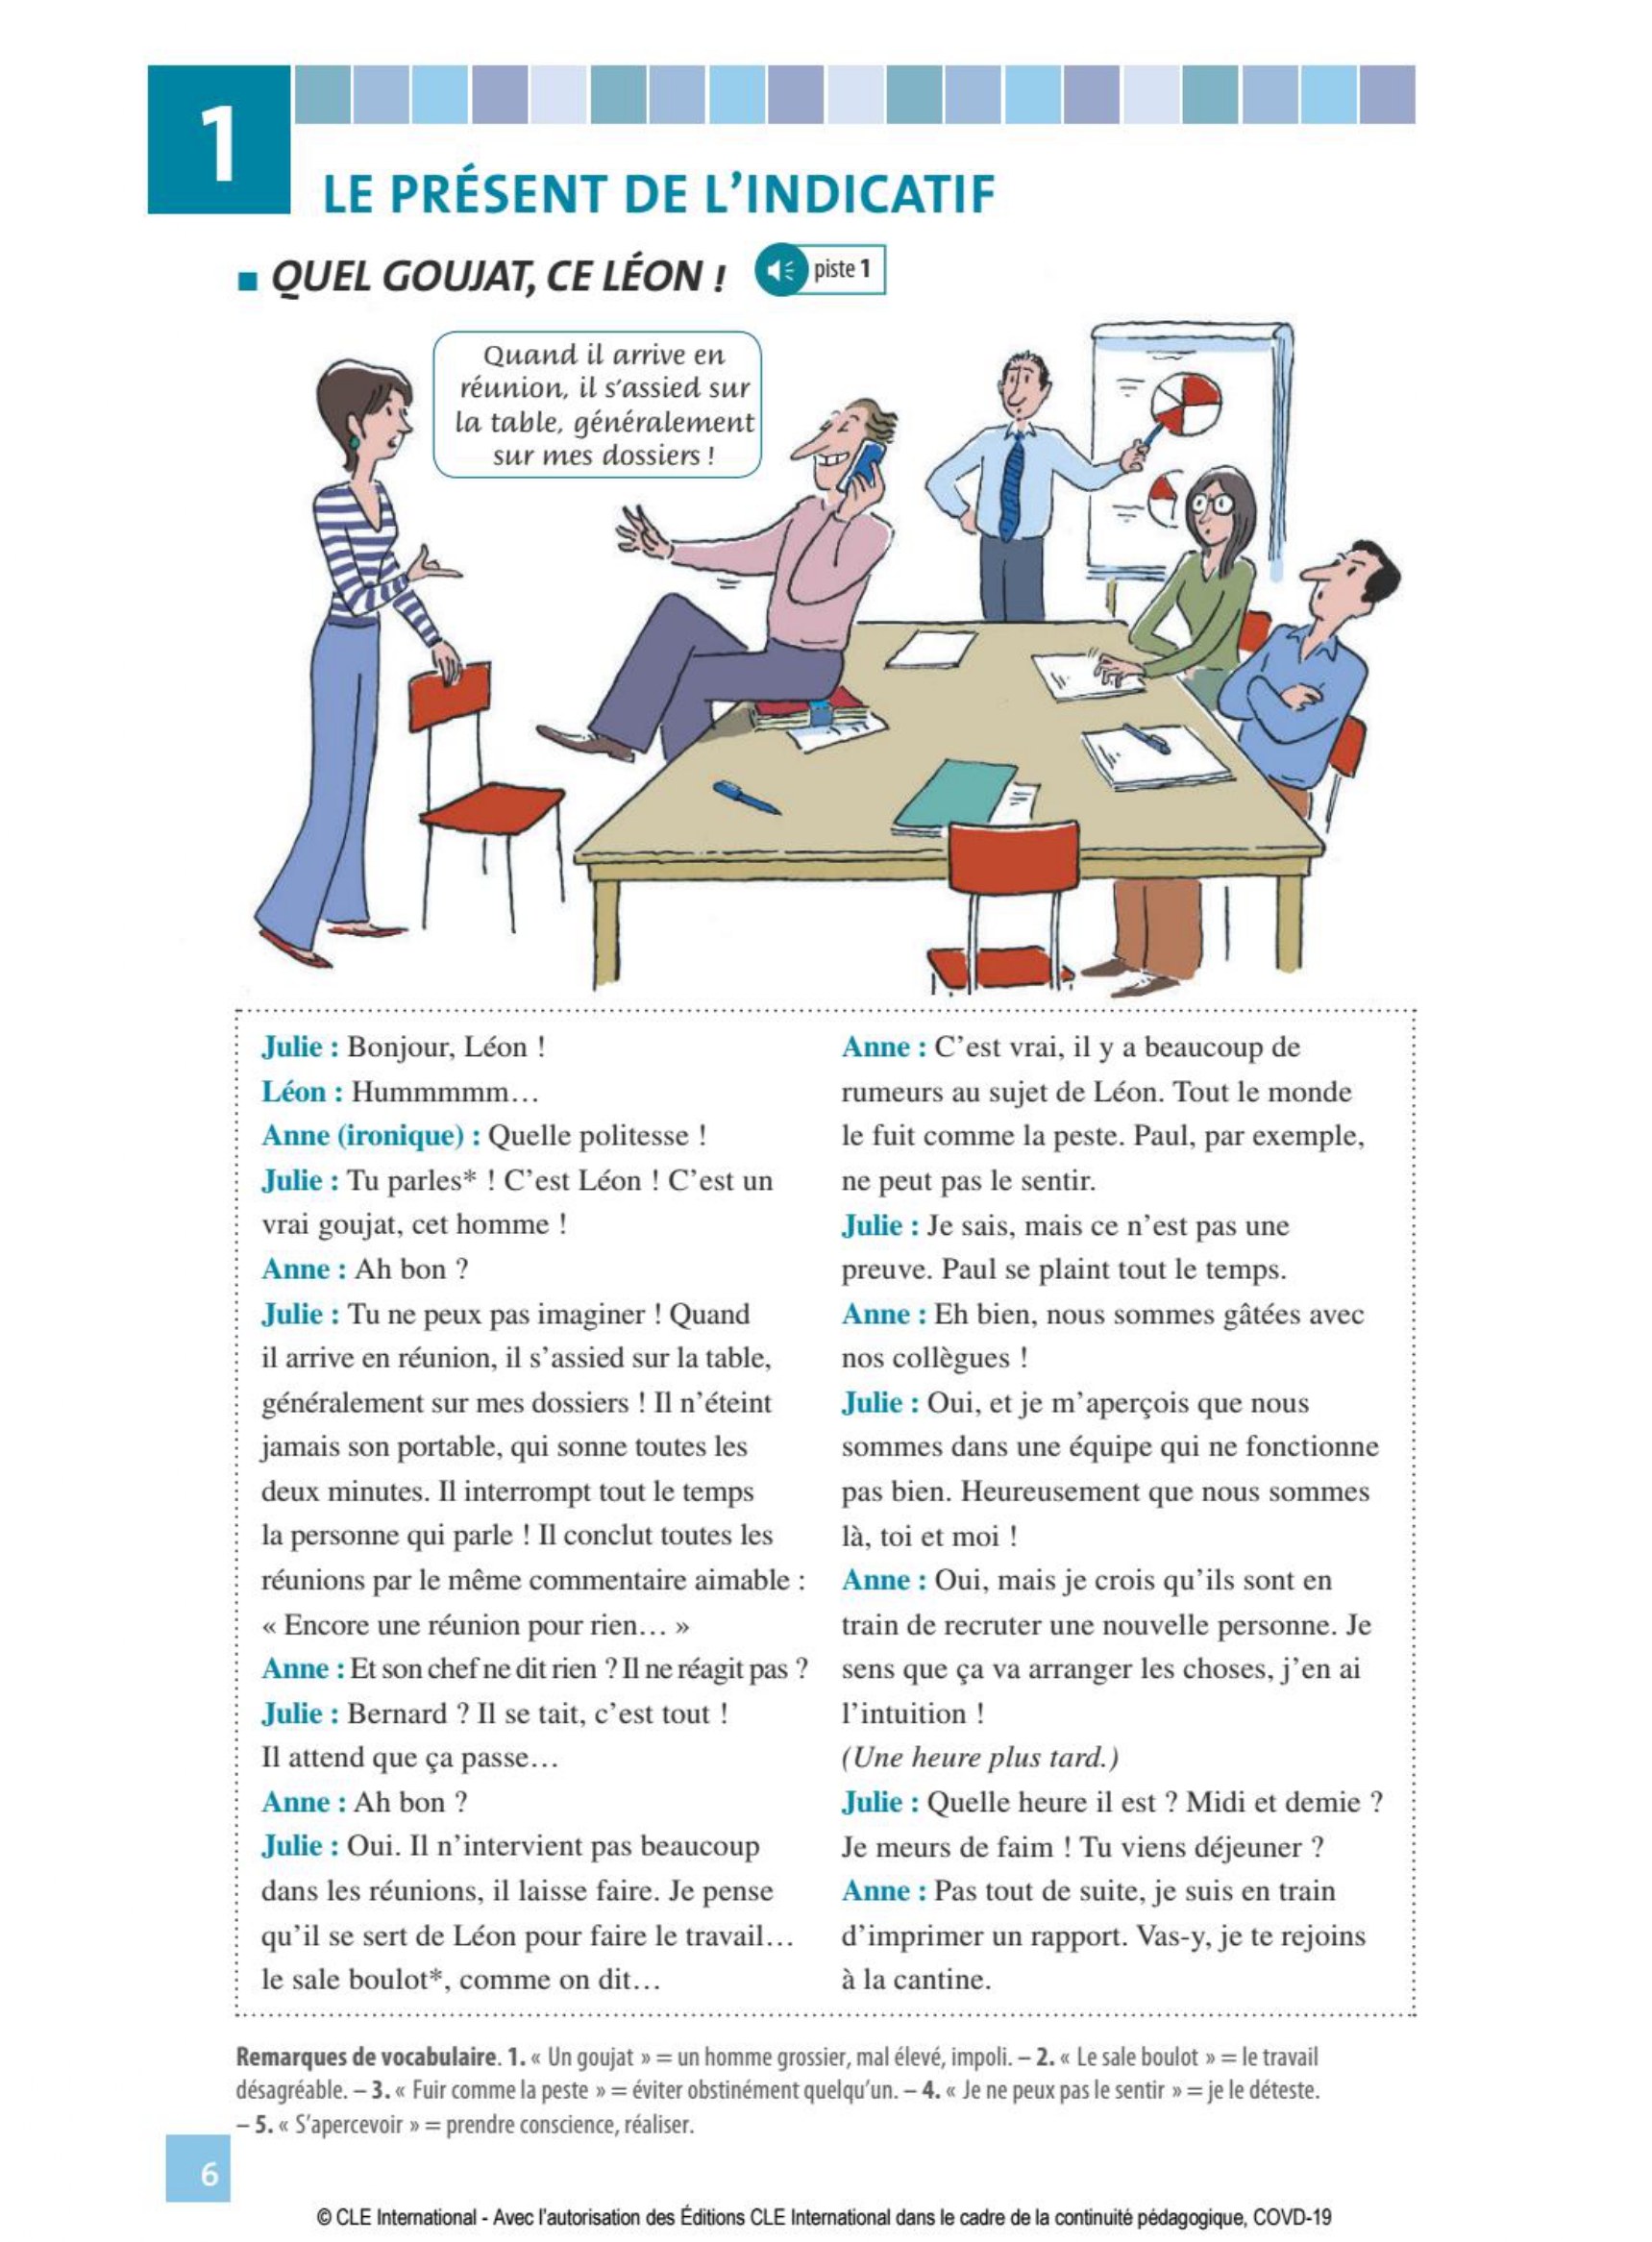 1
LE PRÉSENT DE L'INDICATIF
QUEL GOUJAT, CE LÉON !
piste 1
Quand il arrive en
réunion, il s'assied sur
la table, généralement
sur mes dossiers !
Julie : Bonjour, Léon !
Léon : Hummmmm…
Anne (ironique) : Quelle politesse !
Julie : Tu parles* ! C'est Léon ! C'est un
vrai goujat, cet homme !
Anne : Ah bon ?
Julie : Tu ne peux pas imaginer ! Quand
il arrive en réunion, il s'assied sur la table,
généralement sur mes dossiers ! Il n'éteint
jamais son portable, qui sonne toutes les
deux minutes. Il interrompt tout le temps
la personne qui parle ! Il conclut toutes les
réunions par le même commentaire aimable :
« Encore une réunion pour rien… »
Anne : Et son chef ne dit rien ? Il ne réagit pas ?
Julie : Bernard ? Il se tait, c'est tout !
Il attend que ça passe…
Anne : Ah bon ?
Julie : Oui. Il n'intervient pas beaucoup
dans les réunions, il laisse faire. Je pense
qu'il se sert de Léon pour faire le travail…
le sale boulot*, comme on dit…
Anne : C'est vrai, il y a beaucoup de
rumeurs au sujet de Léon. Tout le monde
le fuit comme la peste. Paul, par exemple,
ne peut pas le sentir.
Julie : Je sais, mais ce n'est pas une
preuve. Paul se plaint tout le temps.
Anne : Eh bien, nous sommes gâtées avec
nos collègues !
Julie : Oui, et je m'aperçois que nous
sommes dans une équipe qui ne fonctionne
pas bien. Heureusement que nous sommes
là, toi et moi !
Anne : Oui, mais je crois qu'ils sont en
train de recruter une nouvelle personne. Je
sens que ça va arranger les choses, j'en ai
l'intuition !
(Une heure plus tard.)
Julie : Quelle heure il est ? Midi et demie ?
Je meurs de faim ! Tu viens déjeuner ?
Anne : Pas tout de suite, je suis en train
d'imprimer un rapport. Vas-y, je te rejoins
à la cantine.
Remarques de vocabulaire. 1. « Un goujat » = un homme grossier, mal élevé, impoli. – 2. « Le sale boulot » = le travail
désagréable. – 3. « Fuir comme la peste » = éviter obstinément quelqu'un. – 4. « Je ne peux pas le sentir » = je le déteste.
– 5. « S'apercevoir » = prendre conscience, réaliser.
6
© CLE International - Avec l'autorisation des Éditions CLE International dans le cadre de la continuité pédagogique, COVD-19